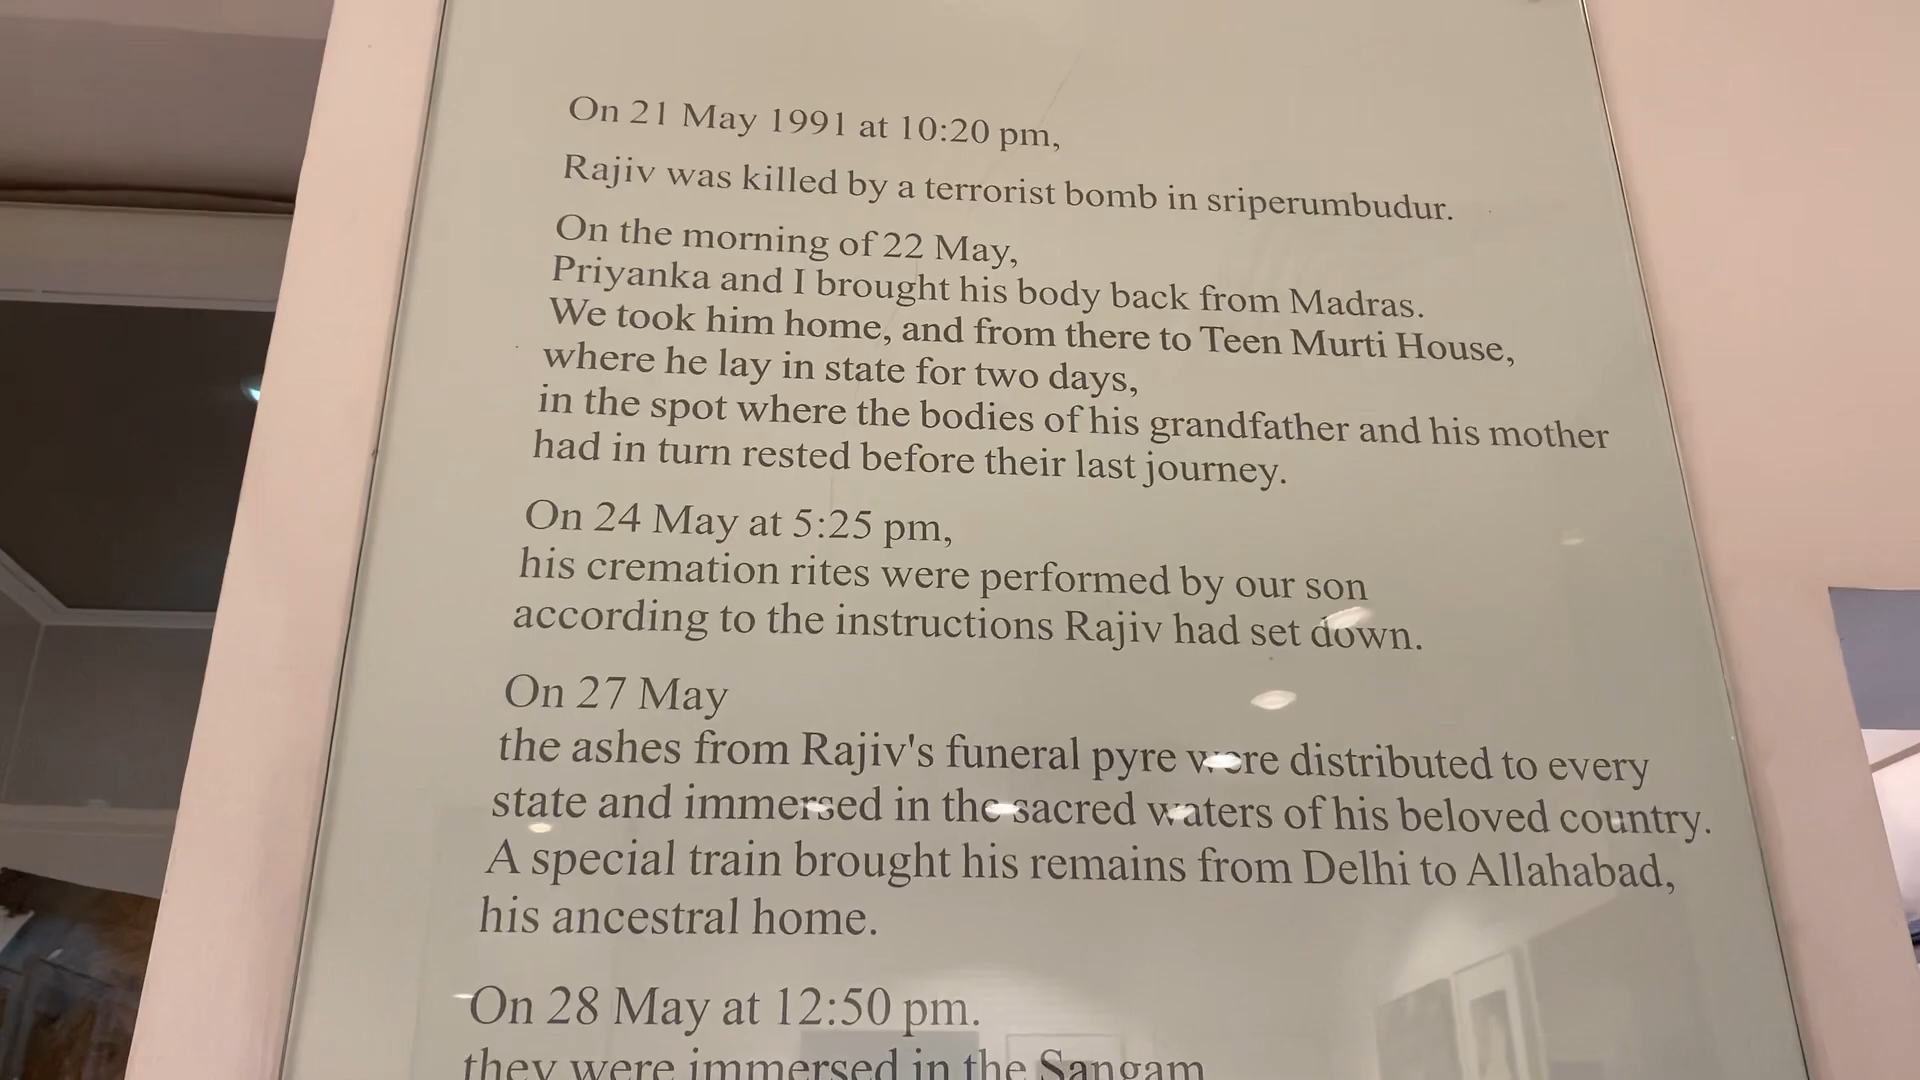 On 21 May 1991 at 10:20 pm,
Rajiv was killed by a terrorist bomb in sriperumbudur.
On the morning of 22 May,
Priyanka and I brought his body back from Madras.
We took him home, and from there to Teen Murti House,
where he lay in state for two days,
in the spot where the bodies of his grandfather and his mother
had in turn rested before their last journey.
On 24 May at 5:25 pm,
his cremation rites were performed by our son
according to the instructions Rajiv had set down.
On 27 May
the ashes from Rajiv's funeral pyre were distributed to every
state and immersed in the sacred waters of his beloved country.
A special train brought his remains from Delhi to Allahabad,
his ancestral home.
On 28 May at 12:50 pm.
they were immersed in the Sangam